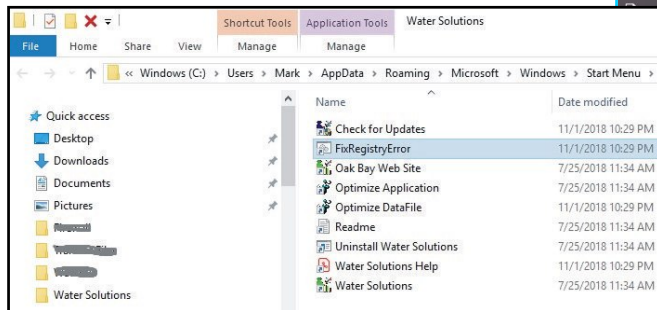 Shortcut Tools Application Tools Water Solutions
File Home Share View Manage Manage
« Windows (C:) › Users › Mark › AppData › Roaming › Microsoft › Windows › Start Menu ›
Name Date modified
Quick access
Desktop
Downloads
Documents
Pictures
Water Solutions
Check for Updates 11/1/2018 10:29 PM
FixRegistryError 11/1/2018 10:29 PM
Oak Bay Web Site 7/25/2018 11:34 AM
Optimize Application 7/25/2018 11:34 AM
Optimize DataFile 11/1/2018 10:29 PM
Readme 7/25/2018 11:34 AM
Uninstall Water Solutions 7/25/2018 11:34 AM
Water Solutions Help 11/1/2018 10:29 PM
Water Solutions 7/25/2018 11:34 AM